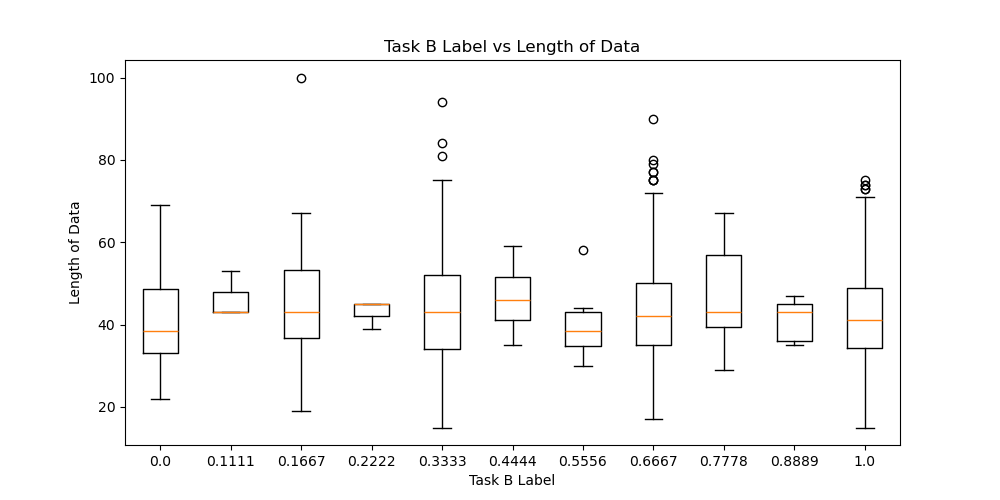 Task B Label vs Length of Data
100
80
60
40
20
Length of Data
0.0 0.1111 0.1667 0.2222 0.3333 0.4444 0.5556 0.6667 0.7778 0.8889 1.0
Task B Label